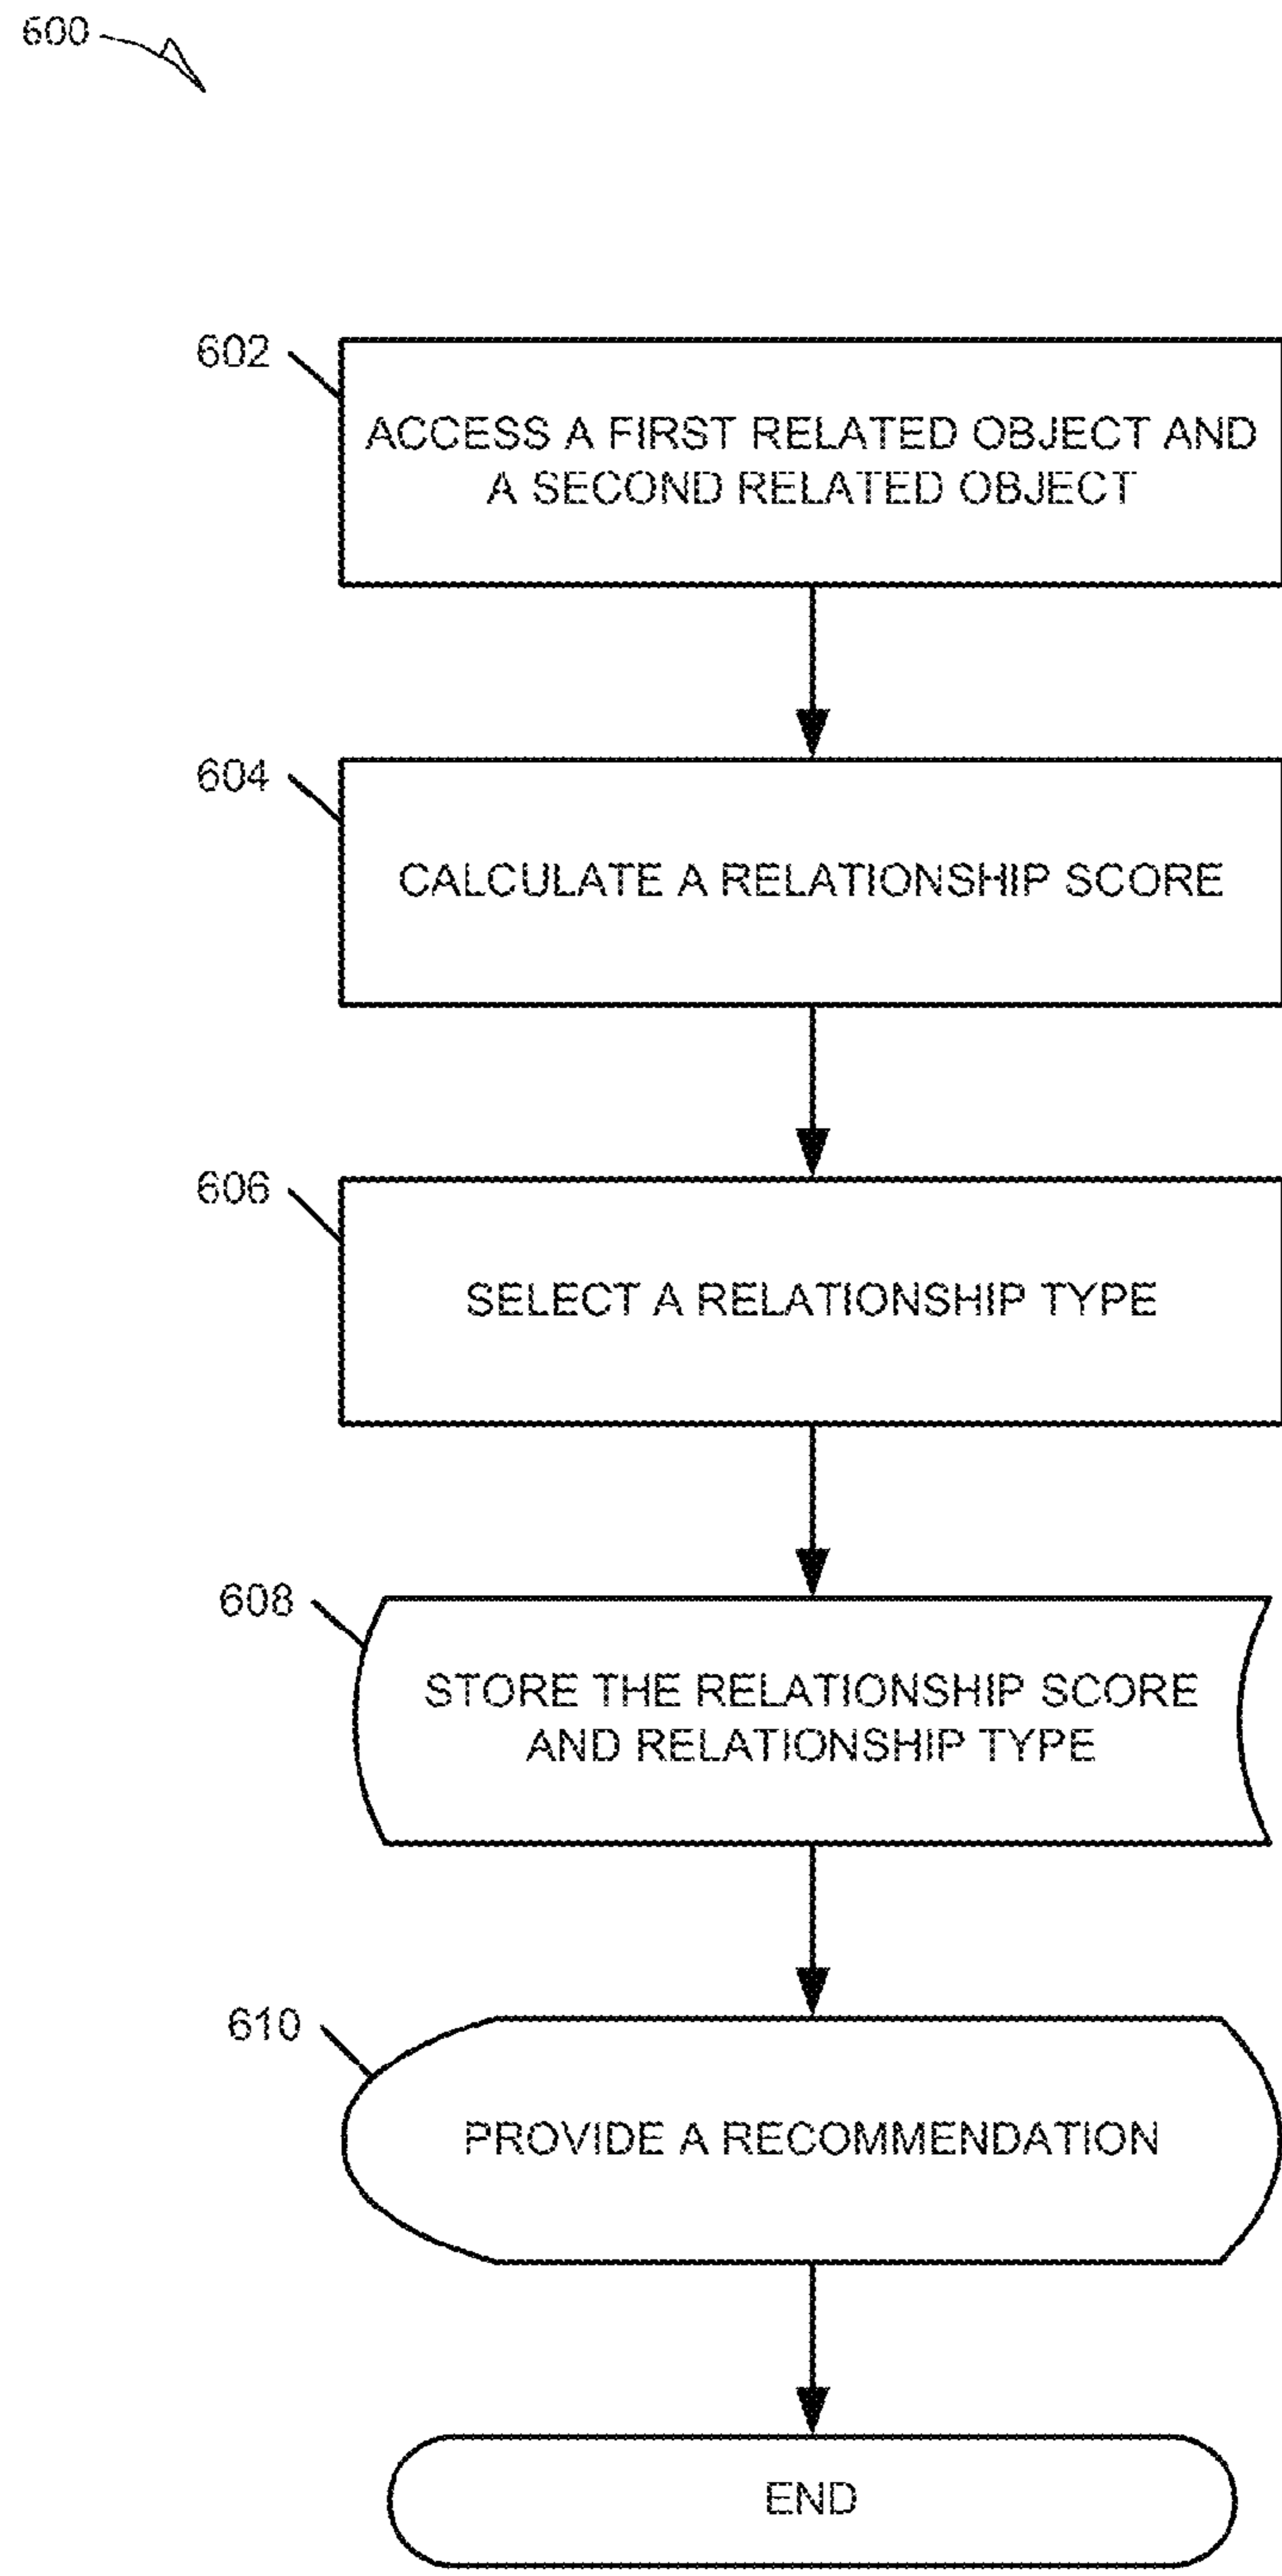 600
602
ACCESS A FIRST RELATED OBJECT AND
A SECOND RELATED OBJECT
604
CALCULATE A RELATIONSHIP SCORE
606
SELECT A RELATIONSHIP TYPE
608
STORE THE RELATIONSHIP SCORE
AND RELATIONSHIP TYPE
610
PROVIDE A RECOMMENDATION
END